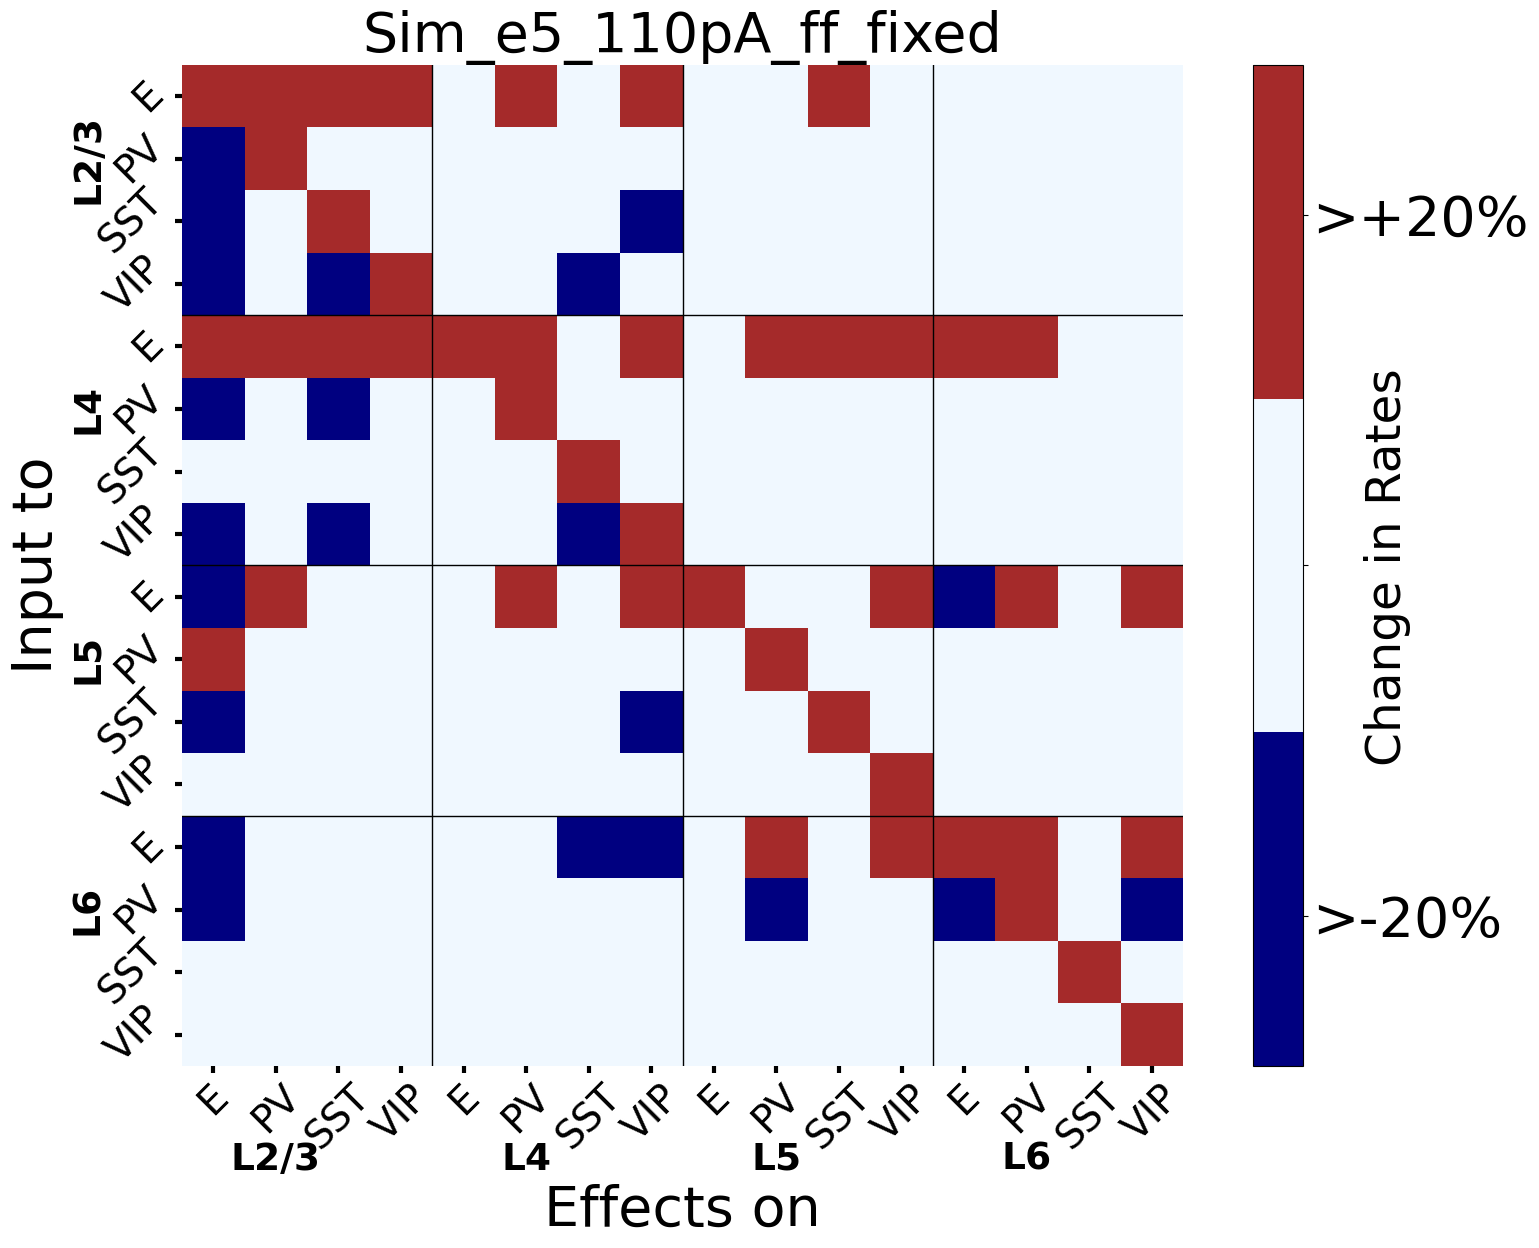 Sim_e5_110pA_ff_fixed
Input to
L2/3
E
PV
SST
VIP
L4
E
PV
SST
VIP
L5
E
PV
SST
VIP
L6
E
PV
SST
VIP
E PV SST VIP E PV SST VIP E PV SST VIP E PV SST VIP
L2/3 L4 L5 L6
Effects on
>+20%
>-20%
Change in Rates